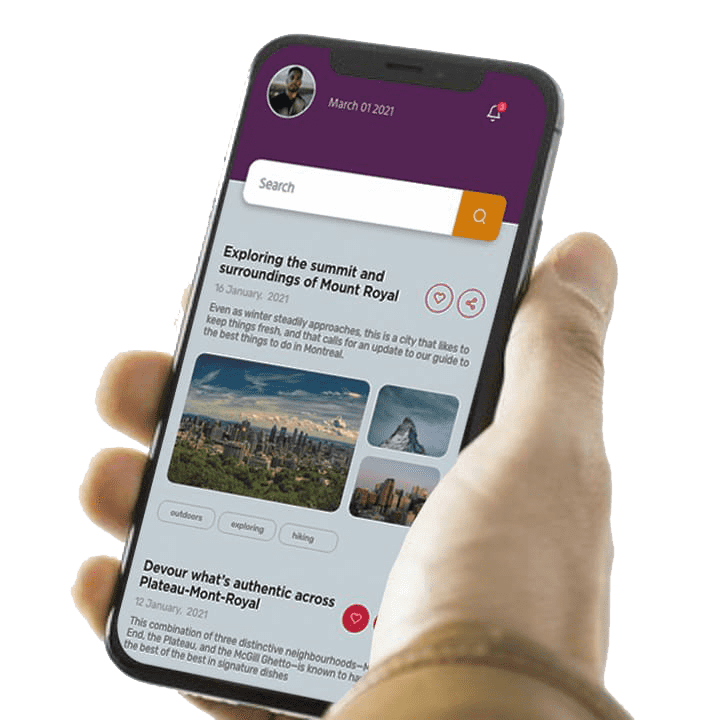 March 01 2021
3
Search
Exploring the summit and
surroundings of Mount Royal
16 January, 2021
Even as winter steadily approaches, this is a city that likes to
keep things fresh, and that calls for an update to our guide to
the best things to do in Montreal.
outdoors
exploring
hiking
Devour what's authentic across
Plateau-Mont-Royal
12 January, 2021
This combination of three distinctive neighbourhoods—M
End, the Plateau, and the McGill Ghetto—is known to ha
the best of the best in signature dishes